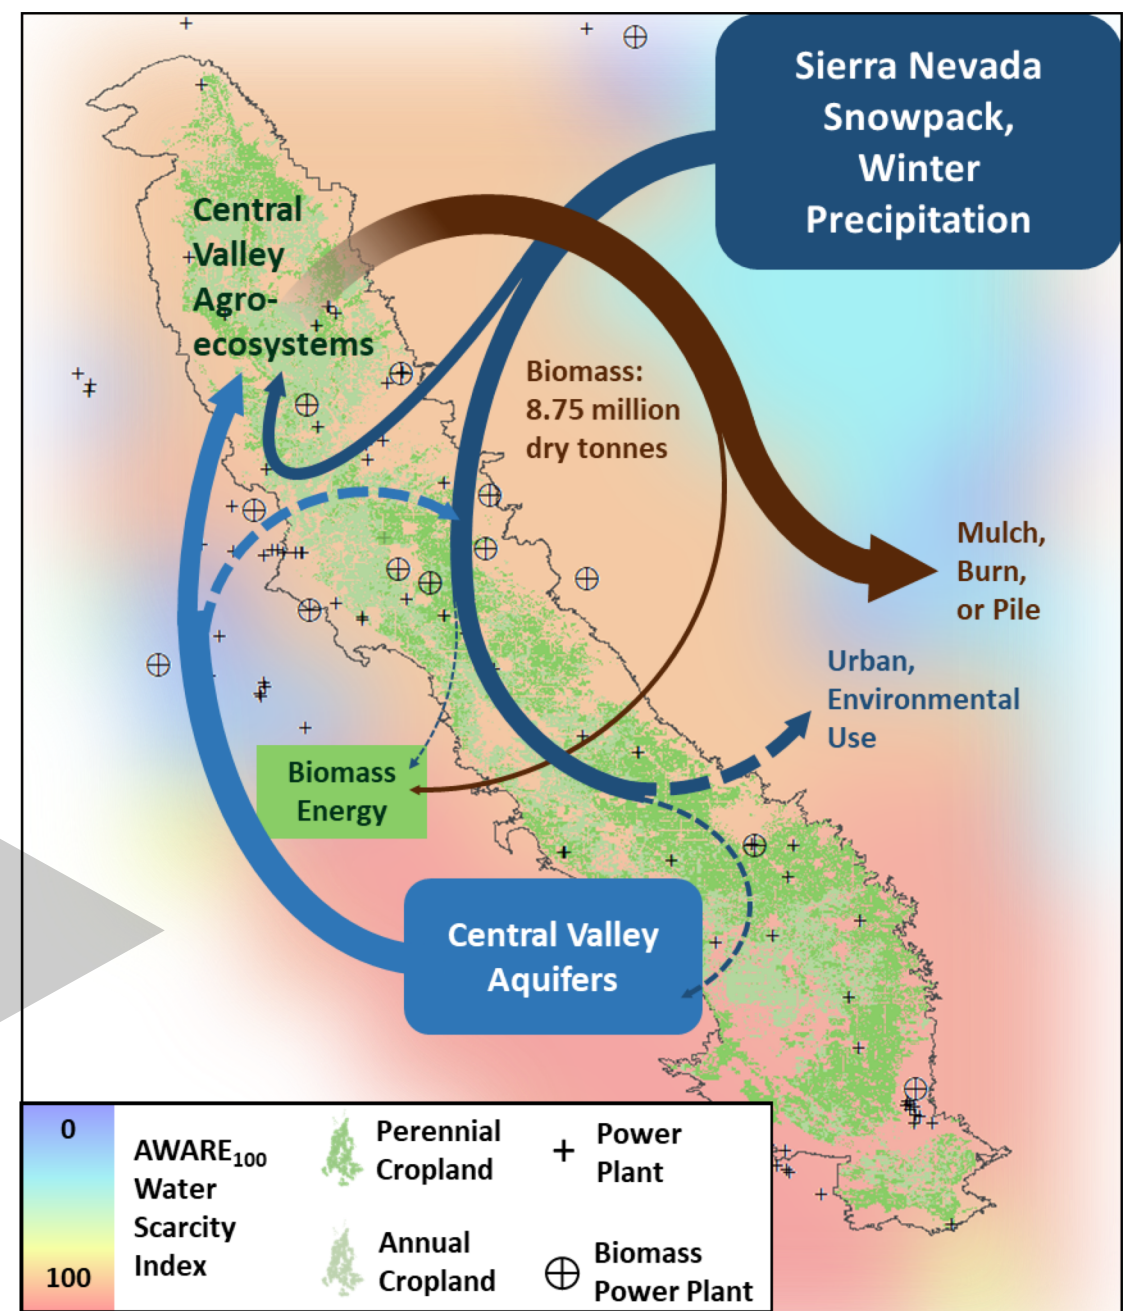 Sierra Nevada
Snowpack,
Winter
Precipitation
Central
Valley
Agro-
ecosystems
Biomass:
8.75 million
dry tonnes
Mulch,
Burn,
or Pile
Urban,
Environmental
Use
Biomass
Energy
Central Valley
Aquifers
0
100
AWARE100
Water
Scarcity
Index
Perennial
Cropland
Annual
Cropland
Power
Plant
Biomass
Power Plant